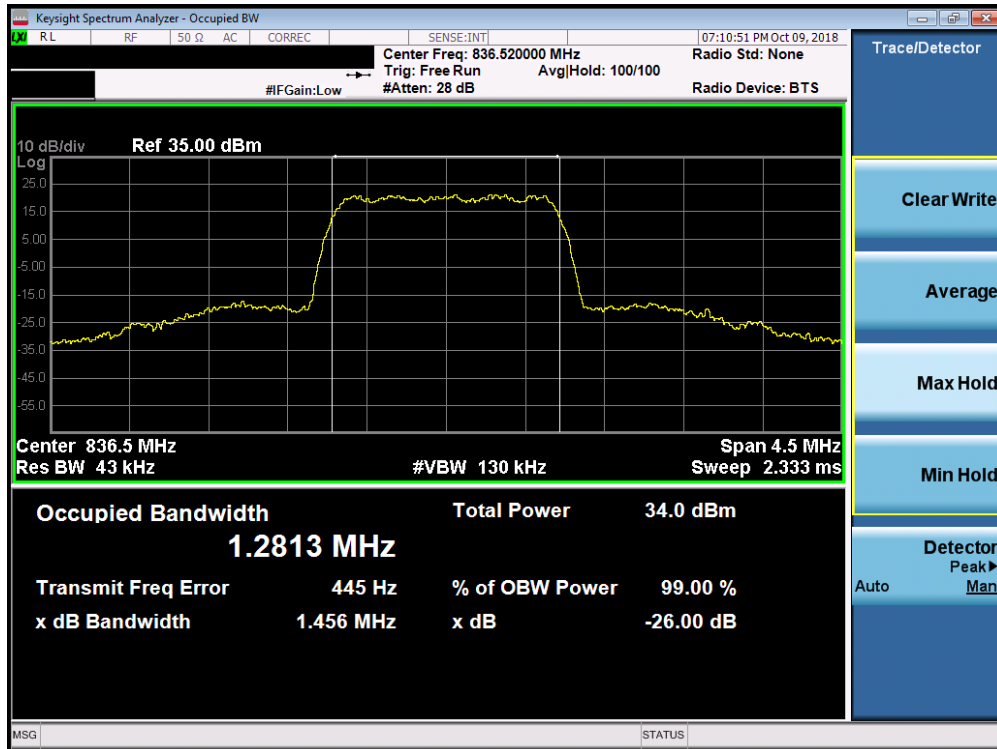 Keysight Spectrum Analyzer - Occupied BW
LXI RL RF 50 Ω AC CORREC SENSE:INT 07:10:51 PM Oct 09, 2018
Center Freq: 836.520000 MHz Radio Std: None
Trig: Free Run Avg|Hold: 100/100
#IFGain:Low #Atten: 28 dB Radio Device: BTS
10 dB/div Ref 35.00 dBm
Log
25.0
15.0
5.00
-5.00
-15.0
-25.0
-35.0
-45.0
-55.0
Center 836.5 MHz Span 4.5 MHz
Res BW 43 kHz #VBW 130 kHz Sweep 2.333 ms
Occupied Bandwidth Total Power 34.0 dBm
1.2813 MHz
Transmit Freq Error 445 Hz % of OBW Power 99.00 %
x dB Bandwidth 1.456 MHz x dB -26.00 dB
MSG STATUS
Trace/Detector
Clear Write
Average
Max Hold
Min Hold
Detector
Peak▶
Auto Man